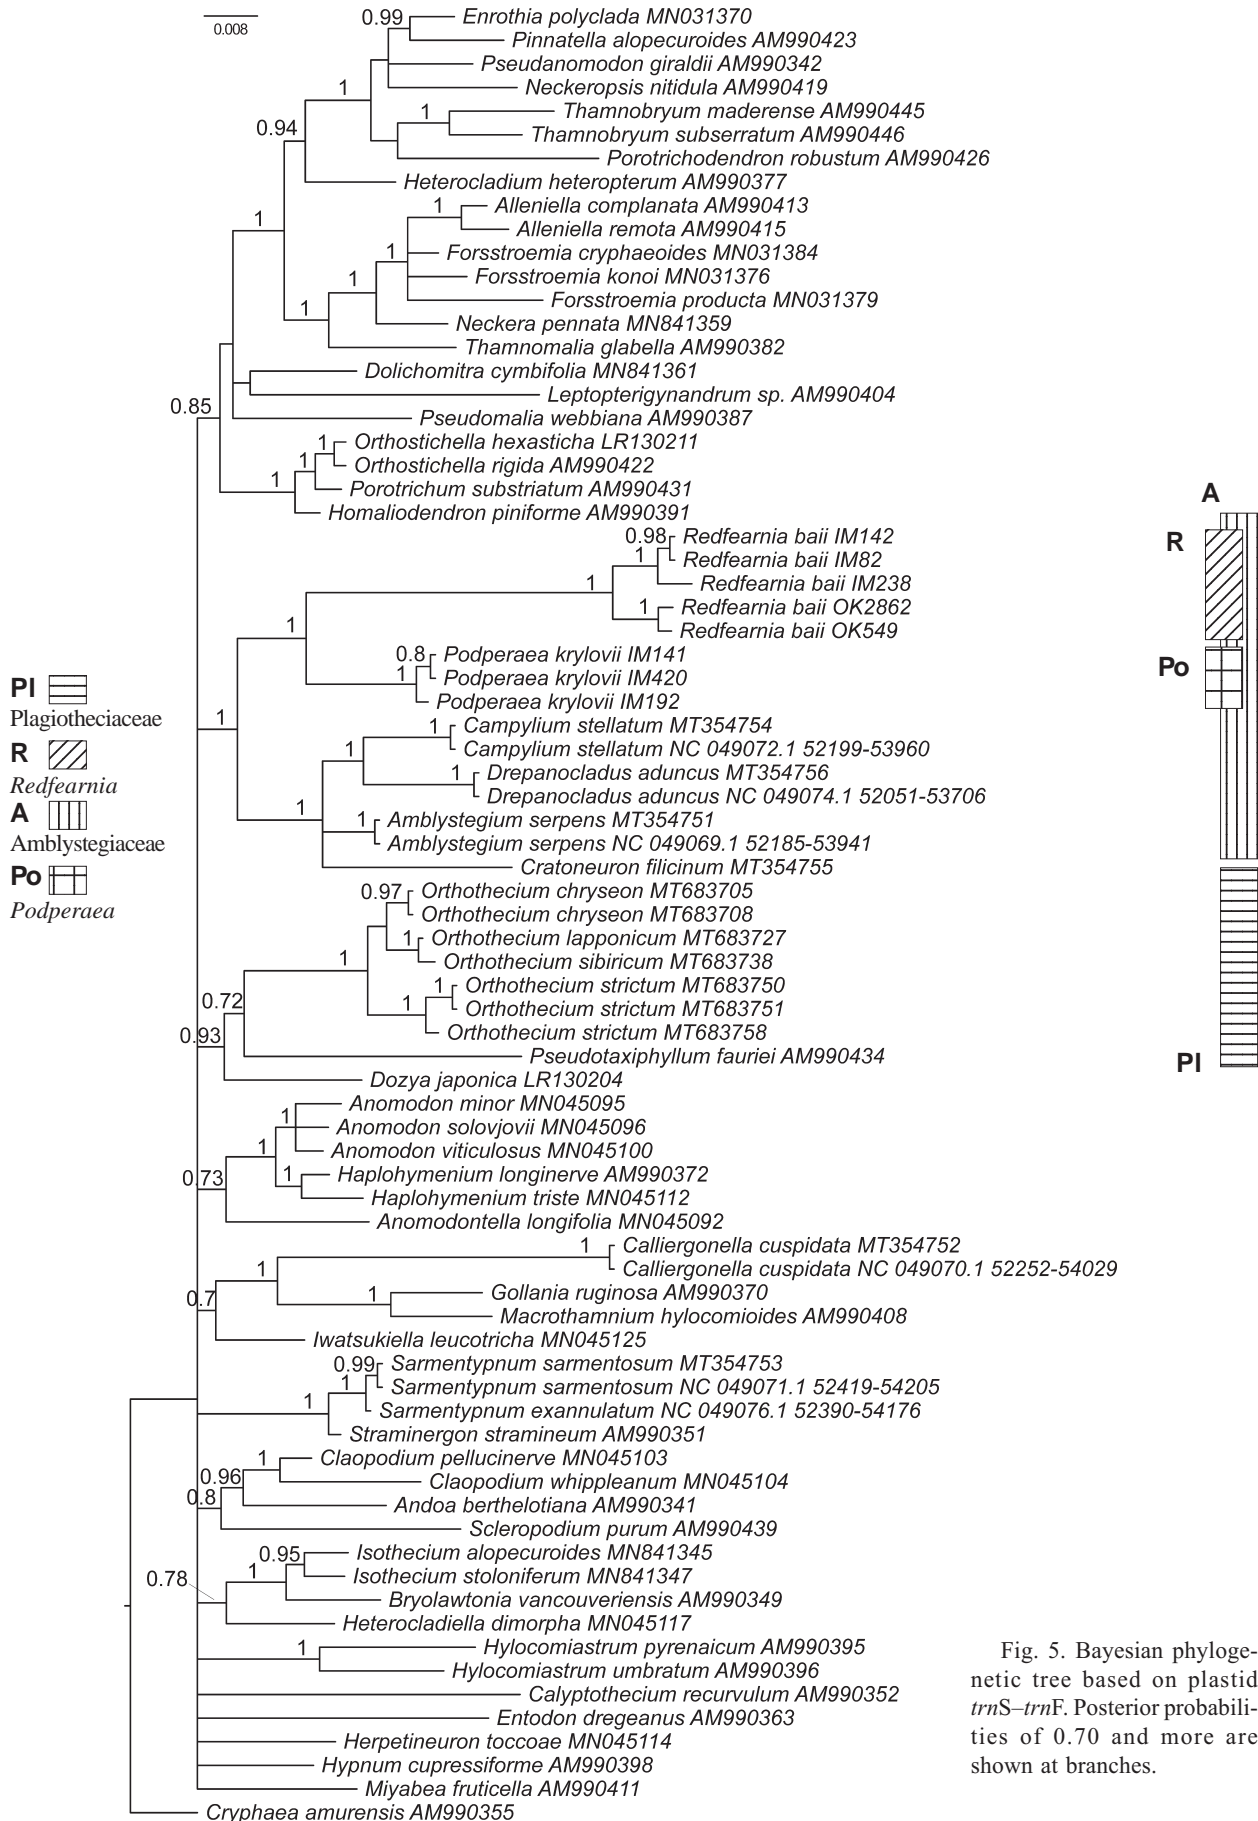 0.008
0.99
Enrothia polyclada MN031370
Pinnatella alopecuroides AM990423
Pseudanomodon giraldii AM990342
Neckeropsis nitidula AM990419
1
1
Thamnobryum maderense AM990445
Thamnobryum subserratum AM990446
0.94
Porotrichodendron robustum AM990426
Heterocladium heteropterum AM990377
1
1
Alleniella complanata AM990413
Alleniella remota AM990415
1
Forsstroemia cryphaeoides MN031384
1
Forsstroemia konoi MN031376
1
Forsstroemia producta MN031379
Neckera pennata MN841359
Thamnomalia glabella AM990382
Dolichomitra cymbifolia MN841361
Leptopterigynandrum sp. AM990404
0.85
Pseudomalia webbiana AM990387
1
Orthostichella hexasticha LR130211
1
Orthostichella rigida AM990422
1
Porotrichum substriatum AM990431
Homaliodendron piniforme AM990391
0.98
Redfearnia baii IM142
1
Redfearnia baii IM82
1
Redfearnia baii IM238
1
Redfearnia baii OK2862
Redfearnia baii OK549
1
0.8
Podperaea krylovii IM141
1
Podperaea krylovii IM420
Podperaea krylovii IM192
1
1
Campylium stellatum MT354754
Campylium stellatum NC 049072.1 52199-53960
1
1
Drepanocladus aduncus MT354756
Drepanocladus aduncus NC 049074.1 52051-53706
1
1
Amblystegium serpens MT354751
Amblystegium serpens NC 049069.1 52185-53941
Cratoneuron filicinum MT354755
0.97
Orthothecium chryseon MT683705
Orthothecium chryseon MT683708
1
Orthothecium lapponicum MT683727
1
Orthothecium sibiricum MT683738
1
Orthothecium strictum MT683750
1
Orthothecium strictum MT683751
Orthothecium strictum MT683758
0.72
0.93
Pseudotaxiphyllum fauriei AM990434
Dozya japonica LR130204
1
Anomodon minor MN045095
Anomodon solovjovii MN045096
1
Anomodon viticulosus MN045100
1
Haplohymenium longinerve AM990372
0.73
Haplohymenium triste MN045112
Anomodontella longifolia MN045092
1
Calliergonella cuspidata MT354752
1
Calliergonella cuspidata NC 049070.1 52252-54029
1
Gollania ruginosa AM990370
0.7
Macrothamnium hylocomioides AM990408
Iwatsukiella leucotricha MN045125
0.99
Sarmentypnum sarmentosum MT354753
1
Sarmentypnum sarmentosum NC 049071.1 52419-54205
1
Sarmentypnum exannulatum NC 049076.1 52390-54176
Straminergon stramineum AM990351
1
Claopodium pellucinerve MN045103
0.96
Claopodium whippleanum MN045104
0.8
Andoa berthelotiana AM990341
Scleropodium purum AM990439
0.95
Isothecium alopecuroides MN841345
0.78
1
Isothecium stoloniferum MN841347
Bryolawtonia vancouveriensis AM990349
Heterocladiella dimorpha MN045117
1
Hylocomiastrum pyrenaicum AM990395
Hylocomiastrum umbratum AM990396
Calyptothecium recurvulum AM990352
Entodon dregeanus AM990363
Herpetineuron toccoae MN045114
Hypnum cupressiforme AM990398
Miyabea fruticella AM990411
Cryphaea amurensis AM990355
Pl
Plagiotheciaceae
R
Redfearnia
A
Amblystegiaceae
Po
Podperaea
A
R
Po
Pl
Fig. 5. Bayesian phyloge-
netic tree based on plastid
trnS–trnF. Posterior probabili-
ties of 0.70 and more are
shown at branches.